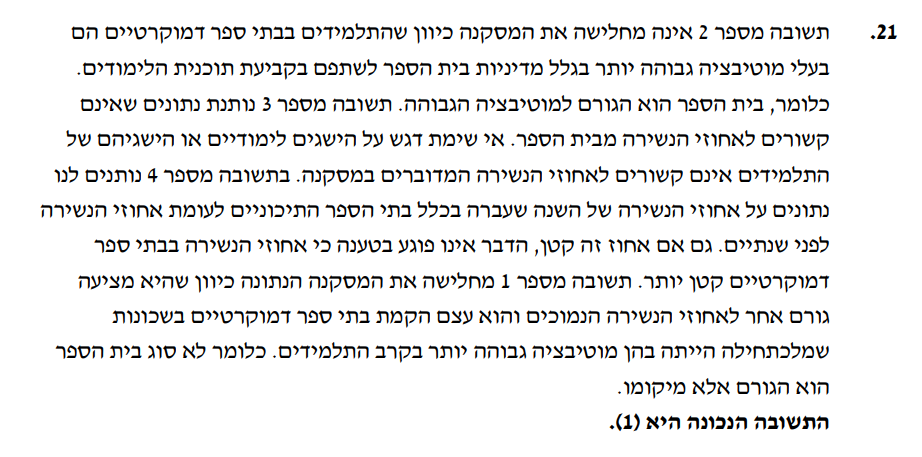 21. תשובה מספר 2 אינה מחלישה את המסקנה כיוון שהתלמידים בבתי ספר דמוקרטיים הם
בעלי מוטיבציה גבוהה יותר בגלל מדיניות בית הספר לשתפם בקביעת תוכנית הלימודים.
כלומר, בית הספר הוא הגורם למוטיבציה הגבוהה. תשובה מספר 3 נותנת נתונים שאינם
קשורים לאחוזי הנשירה מבית הספר. אי שימת דגש על הישגים לימודיים או הישגיהם של
התלמידים אינם קשורים לאחוזי הנשירה המדוברים במסקנה. בתשובה מספר 4 נותנים לנו
נתונים על אחוזי הנשירה של השנה שעברה בכלל בתי הספר התיכוניים לעומת אחוזי הנשירה
לפני שנתיים. גם אם אחוז זה קטן, הדבר אינו פוגע בטענה כי אחוזי הנשירה בבתי ספר
דמוקרטיים קטן יותר. תשובה מספר 1 מחלישה את המסקנה הנתונה כיוון שהיא מציעה
גורם אחר לאחוזי הנשירה הנמוכים והוא עצם הקמת בתי ספר דמוקרטיים בשכונות
שמלכתחילה הייתה בהן מוטיבציה גבוהה יותר בקרב התלמידים. כלומר לא סוג בית הספר
הוא הגורם אלא מיקומו.
התשובה הנכונה היא (1).